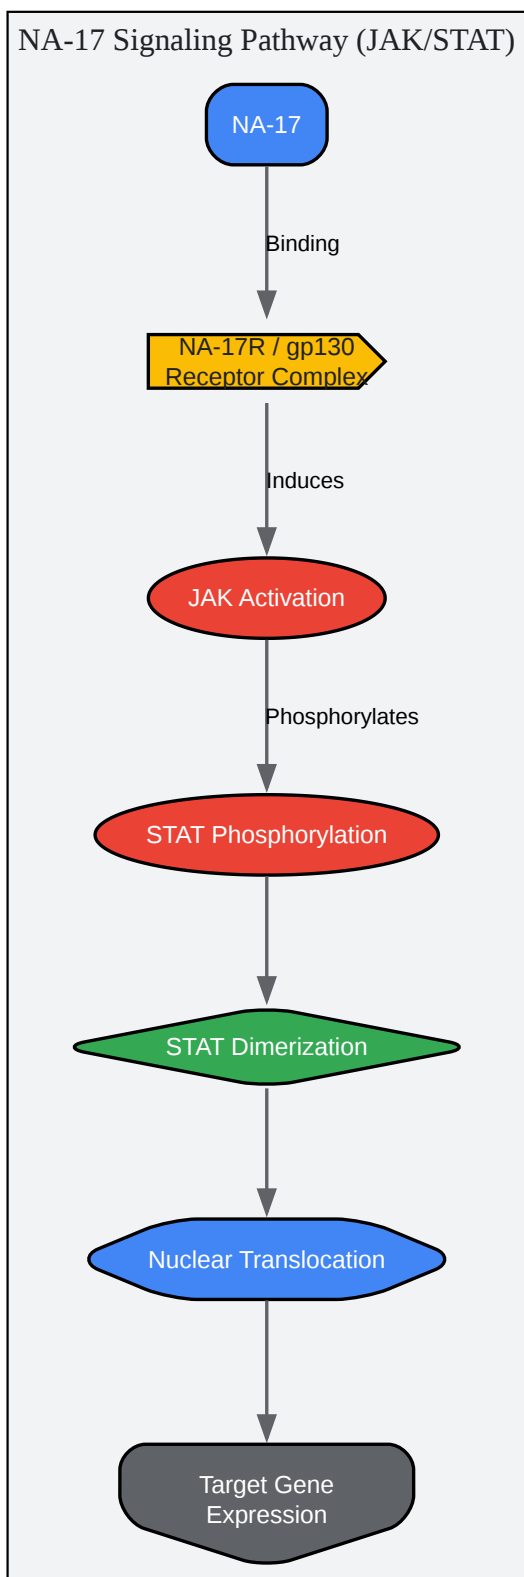 NA-17 Signaling Pathway (JAK/STAT)
NA-17
Binding
NA-17R / gp130
Receptor Complex
Induces
JAK Activation
Phosphorylates
STAT Phosphorylation
STAT Dimerization
Nuclear Translocation
Target Gene
Expression